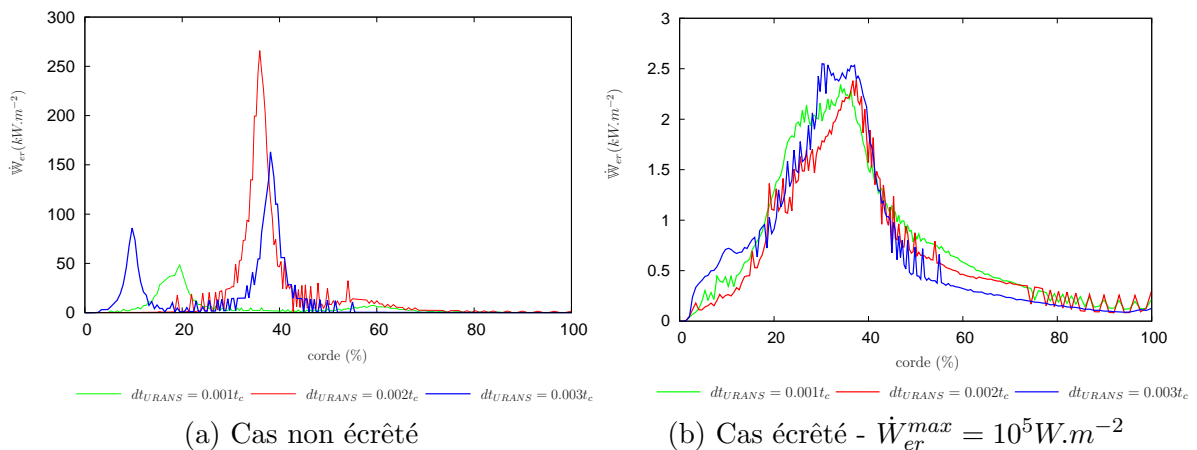 300
250
200
150
100
50
0
Ẇer(kW.m⁻²)
0 20 40 60 80 100
corde (%)
dtURANS = 0.001tc dtURANS = 0.002tc dtURANS = 0.003tc
(a) Cas non écrêté
3
2.5
2
1.5
1
0.5
0
Ẇer(kW.m⁻²)
0 20 40 60 80 100
corde (%)
dtURANS = 0.001tc dtURANS = 0.002tc dtURANS = 0.003tc
(b) Cas écrêté - Ẇer^max = 10⁵W.m⁻²